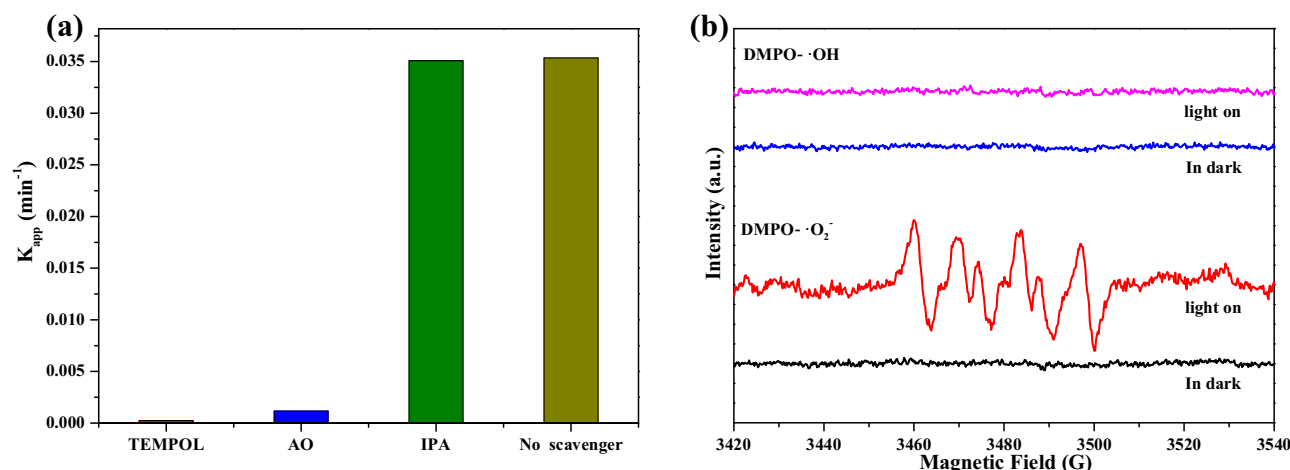 (a)
0.035
0.030
0.025
0.020
0.015
0.010
0.005
0.000
K_app (min⁻¹)
TEMPOL AO IPA No scavenger
(b)
DMPO- ·OH
light on
In dark
DMPO- ·O₂⁻
light on
In dark
Intensity (a.u.)
3420 3440 3460 3480 3500 3520 3540
Magnetic Field (G)